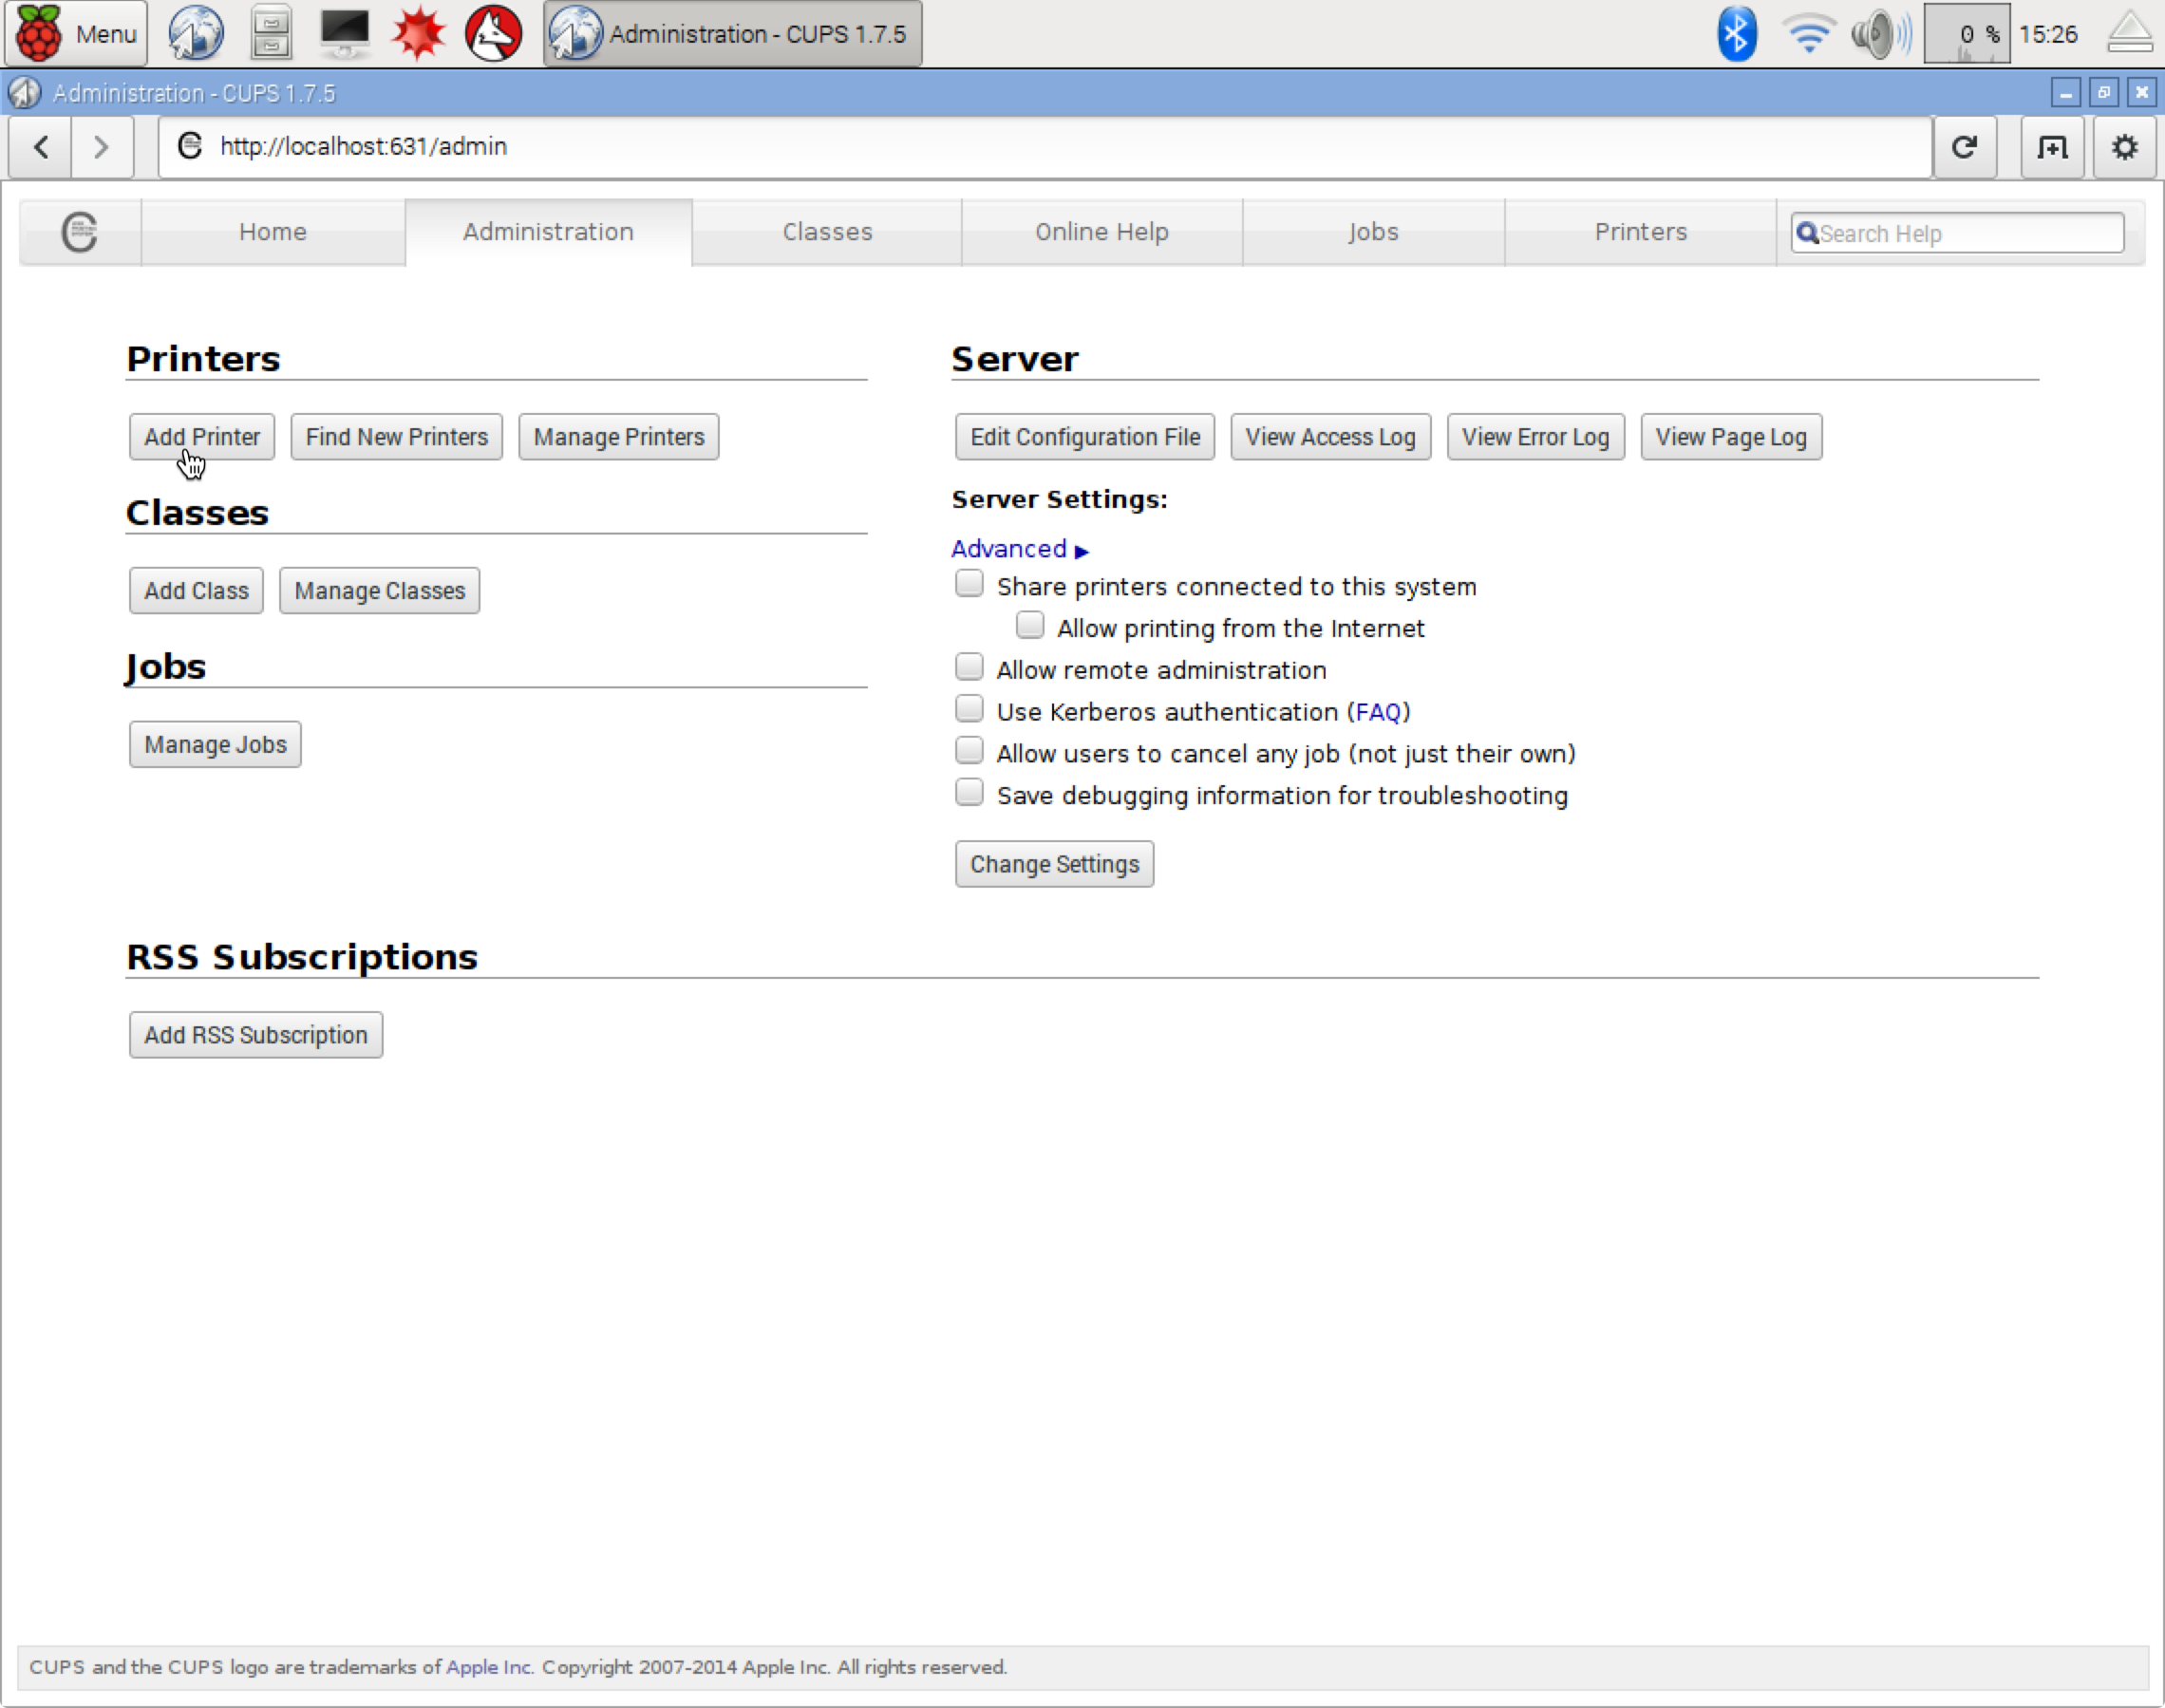 Menu
Administration - CUPS 1.7.5
0 %
15:26
Administration - CUPS 1.7.5
http://localhost:631/admin
Home
Administration
Classes
Online Help
Jobs
Printers
Search Help
Printers
Add Printer
Find New Printers
Manage Printers
Classes
Add Class
Manage Classes
Jobs
Manage Jobs
Server
Edit Configuration File
View Access Log
View Error Log
View Page Log
Server Settings:
Advanced ▶
Share printers connected to this system
Allow printing from the Internet
Allow remote administration
Use Kerberos authentication (FAQ)
Allow users to cancel any job (not just their own)
Save debugging information for troubleshooting
Change Settings
RSS Subscriptions
Add RSS Subscription
CUPS and the CUPS logo are trademarks of Apple Inc. Copyright 2007-2014 Apple Inc. All rights reserved.